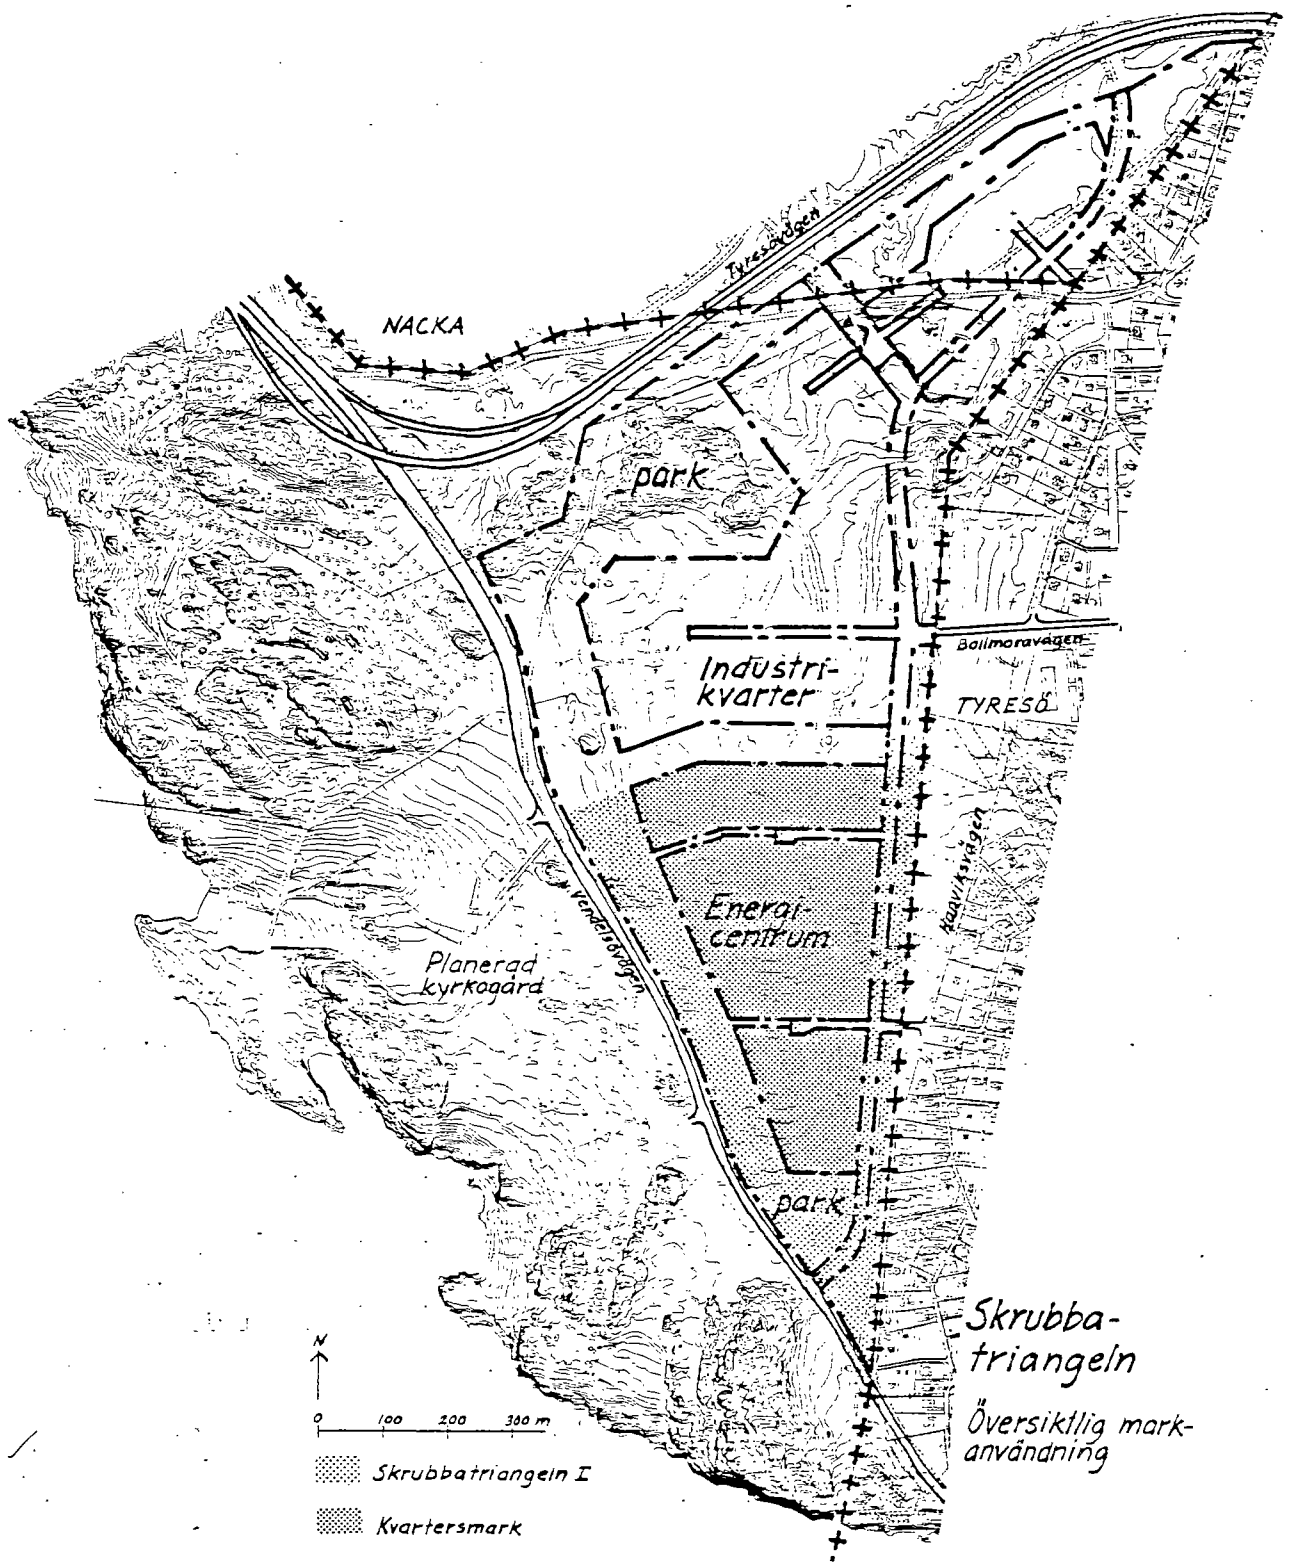 Tyresövägen
NACKA
park
Bollmoravägen
Industri-
kvarter
TYRESÖ
Energi-
centrum
Vendelsövägen
Planerad
kyrkogård
park
Skrubba-
triangeln
Översiktlig mark-
användning
N
0 100 200 300 m
Skrubbatriangeln I
Kvartersmark